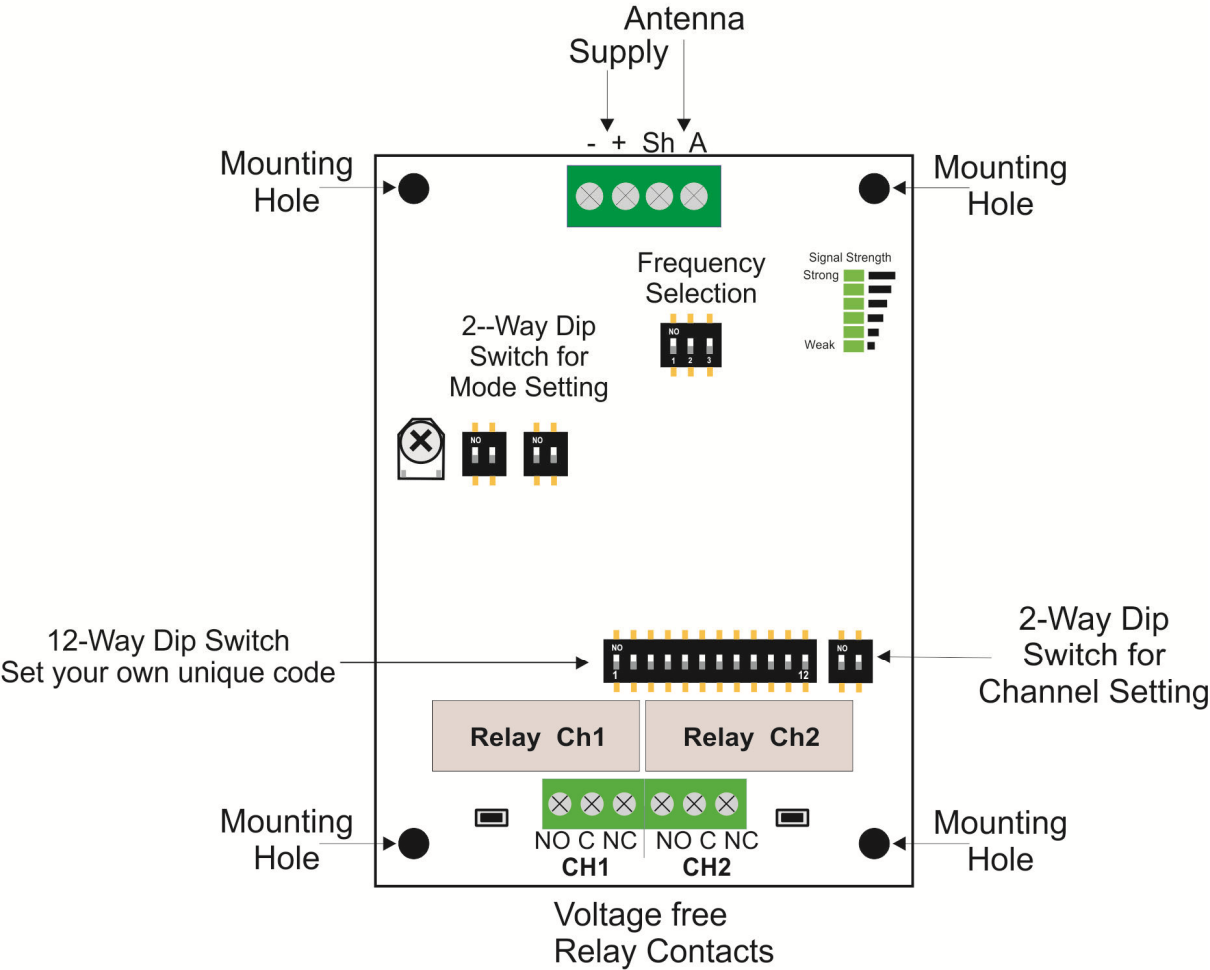 Antenna
Supply
- + Sh A
Mounting
Hole
Mounting
Hole
Frequency
Selection
NO
1 2 3
Signal Strength
Strong
Weak
2--Way Dip
Switch for
Mode Setting
NO
NO
12-Way Dip Switch
Set your own unique code
NO
1 12
NO
2-Way Dip
Switch for
Channel Setting
Relay Ch1
Relay Ch2
NO C NC
CH1
NO C NC
CH2
Mounting
Hole
Mounting
Hole
Voltage free
Relay Contacts